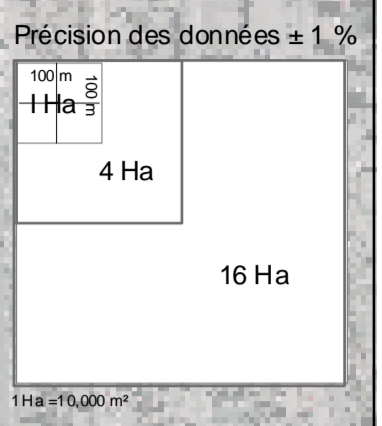 Précision des données ± 1 %
100 m
100 m
1 Ha
4 Ha
16 Ha
1 Ha =10,000 m²